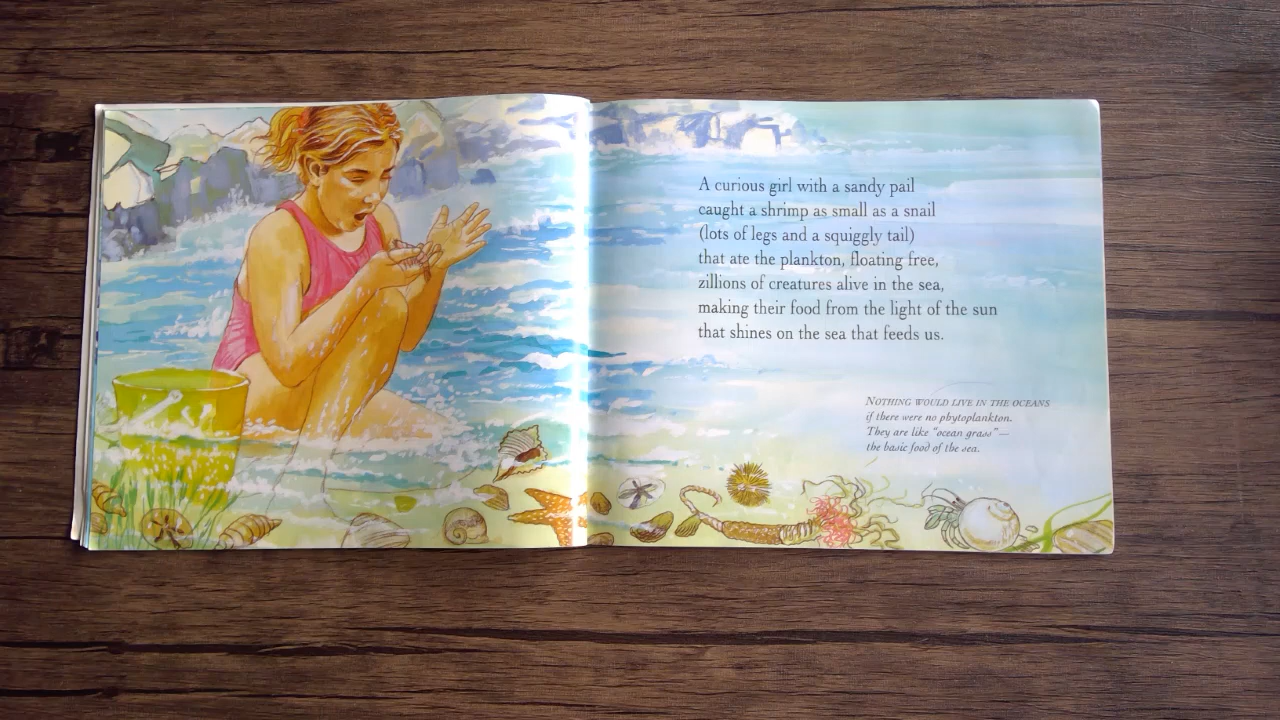 A curious girl with a sandy pail
caught a shrimp as small as a snail
(lots of legs and a squiggly tail)
that ate the plankton, floating free,
zillions of creatures alive in the sea,
making their food from the light of the sun
that shines on the sea that feeds us.
NOTHING WOULD LIVE IN THE OCEANS
if there were no phytoplankton.
They are like "ocean grass"—
the basic food of the sea.